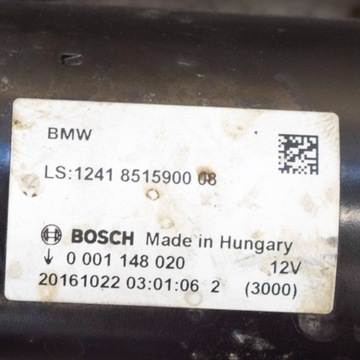 BMW
LS:1241 8515900 08
BOSCH Made in Hungary
↓ 0 001 148 020 12V
20161022 03:01:06 2 (3000)